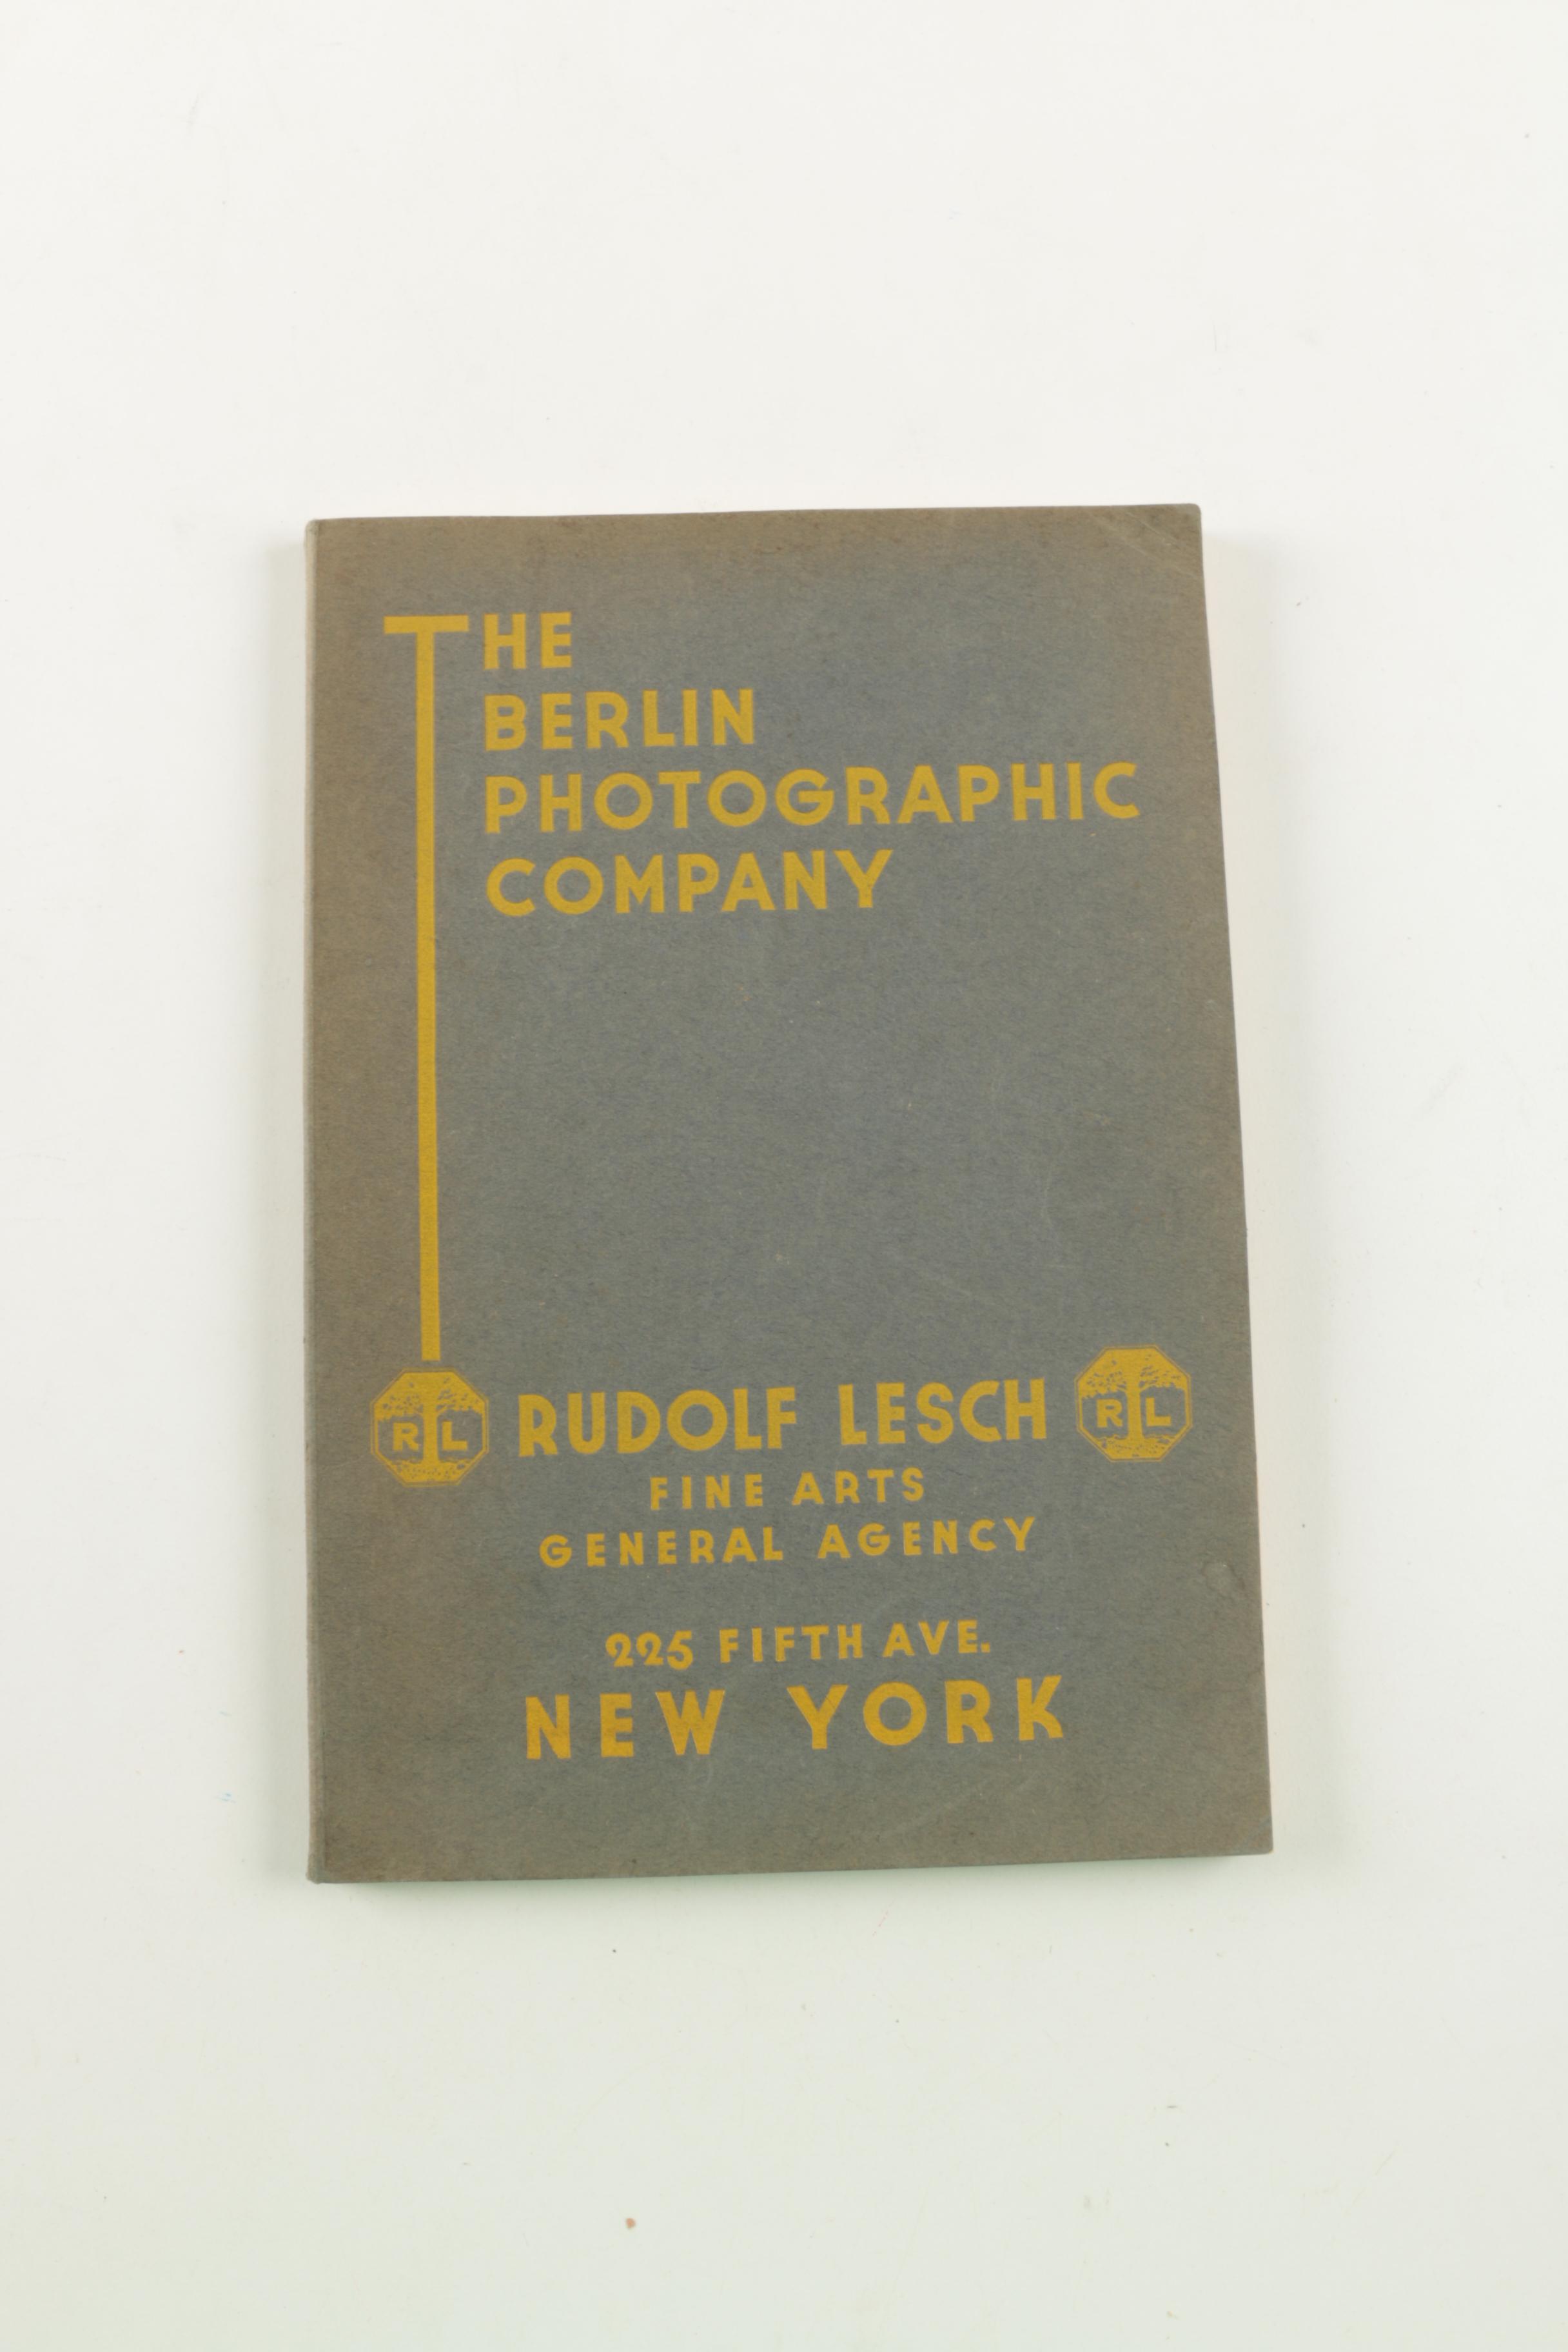 THE
BERLIN
PHOTOGRAPHIC
COMPANY
RL RUDOLF LESCH RL
FINE ARTS
GENERAL AGENCY
225 FIFTH AVE.
NEW YORK